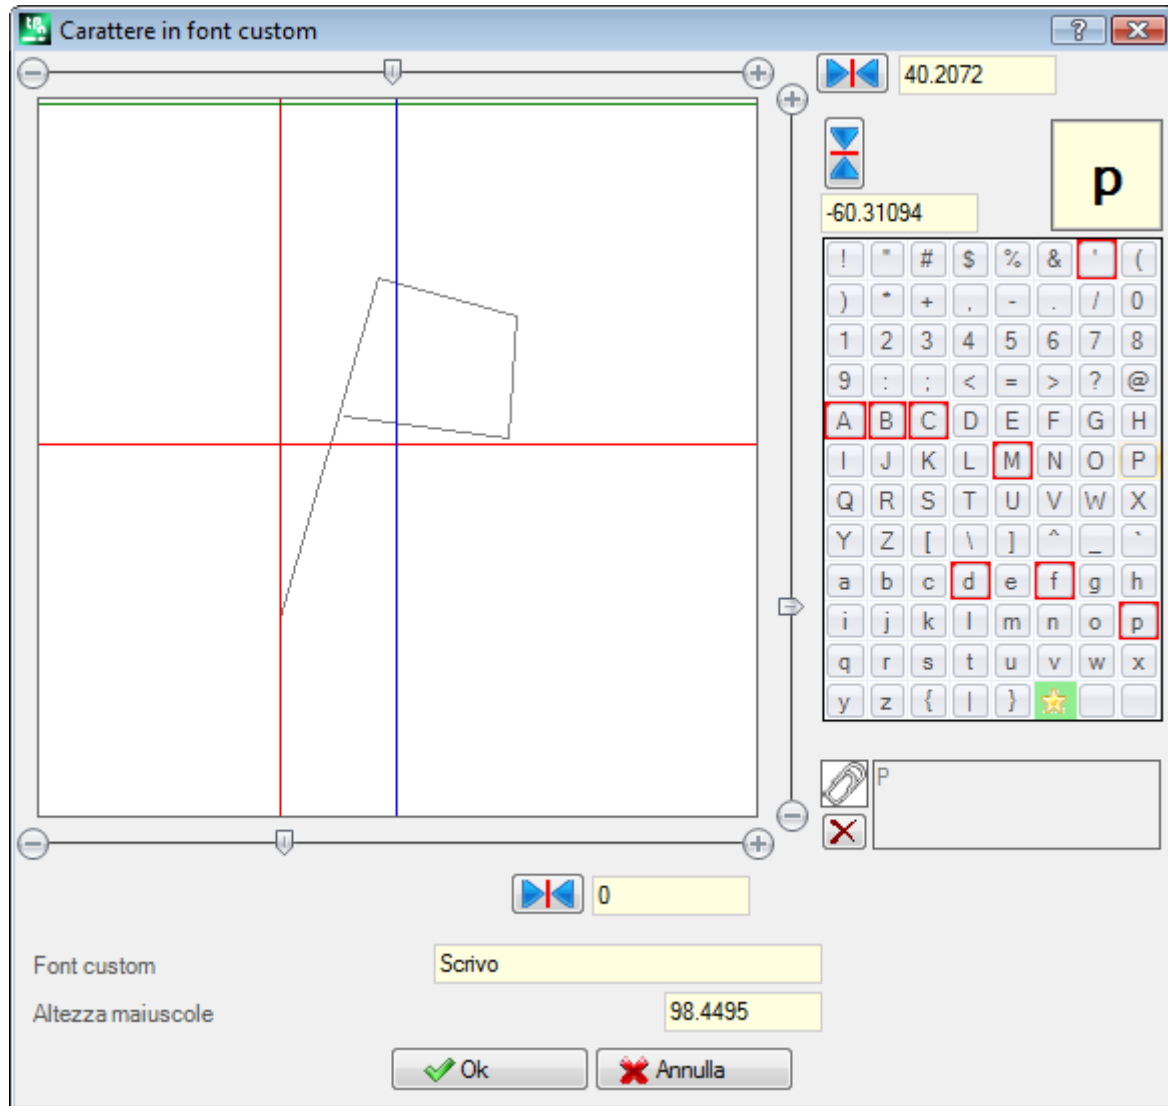 Carattere in font custom
40.2072
-60.31094
p
! " # $ % & ' (
) * + , - . / 0
1 2 3 4 5 6 7 8
9 : ; < = > ? @
A B C D E F G H
I J K L M N O P
Q R S T U V W X
Y Z [ \ ] ^ _ `
a b c d e f g h
i j k l m n o p
q r s t u v w x
y z { | }
P
0
Font custom Scrivo
Altezza maiuscole 98.4495
Ok Annulla